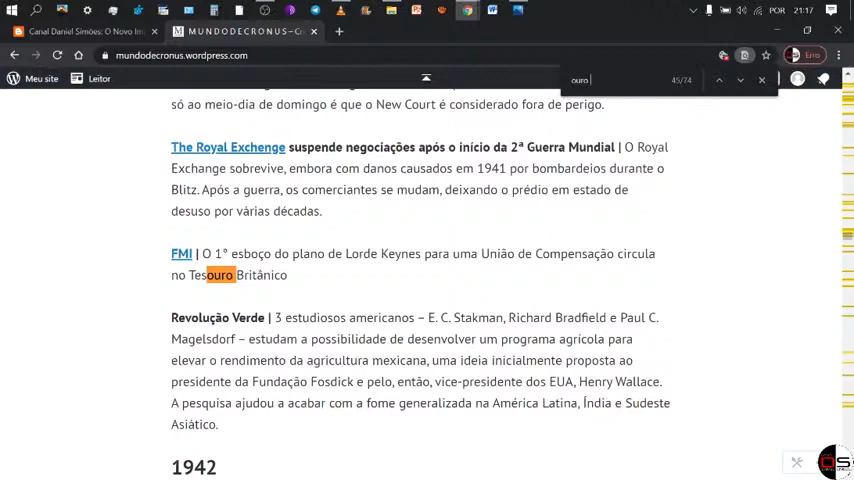 POR
21:17
Canal Daniel Simões: O Novo Im
M U N D O D E C R O N U S – Cri
mundodecronus.wordpress.com
Erro
Meu site
Leitor
ouro
45/74
só ao meio-dia de domingo é que o New Court é considerado fora de perigo.
The Royal Exchange suspende negociações após o início da 2ª Guerra Mundial | O Royal
Exchange sobrevive, embora com danos causados em 1941 por bombardeios durante o
Blitz. Após a guerra, os comerciantes se mudam, deixando o prédio em estado de
desuso por várias décadas.
FMI | O 1° esboço do plano de Lorde Keynes para uma União de Compensação circula
no Tesouro Britânico
Revolução Verde | 3 estudiosos americanos – E. C. Stakman, Richard Bradfield e Paul C.
Magelsdorf – estudam a possibilidade de desenvolver um programa agrícola para
elevar o rendimento da agricultura mexicana, uma ideia inicialmente proposta ao
presidente da Fundação Fosdick e pelo, então, vice-presidente dos EUA, Henry Wallace.
A pesquisa ajudou a acabar com a fome generalizada na América Latina, Índia e Sudeste
Asiático.
1942